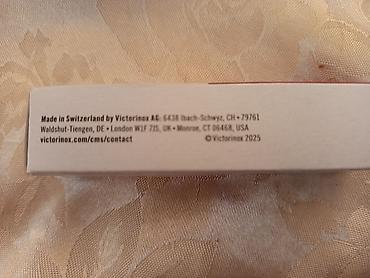 Made in Switzerland by Victorinox AG: 6438 Ibach-Schwyz, CH • 79761
Waldshut-Tiengen, DE • London W1F 7JS, UK • Monroe, CT 06468, USA
victorinox.com/cms/contact © Victorinox 2025